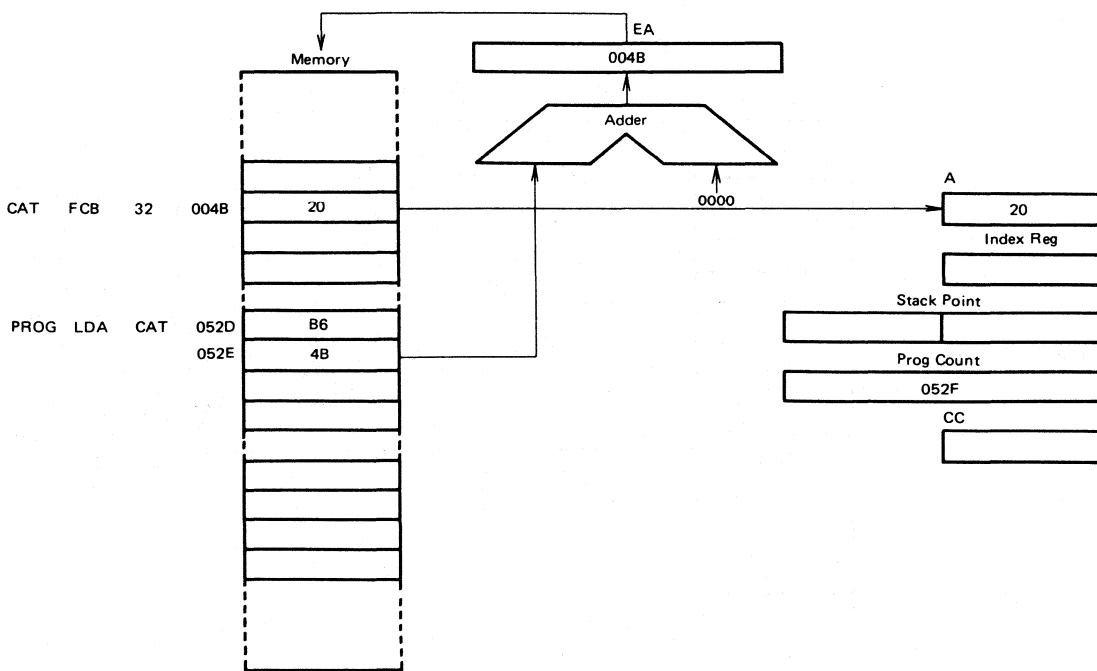 EA
004B
Memory
Adder
0000
A
CAT FCB 32 004B 20
20
Index Reg
Stack Point
PROG LDA CAT 052D B6
052E 4B
Prog Count
052F
CC